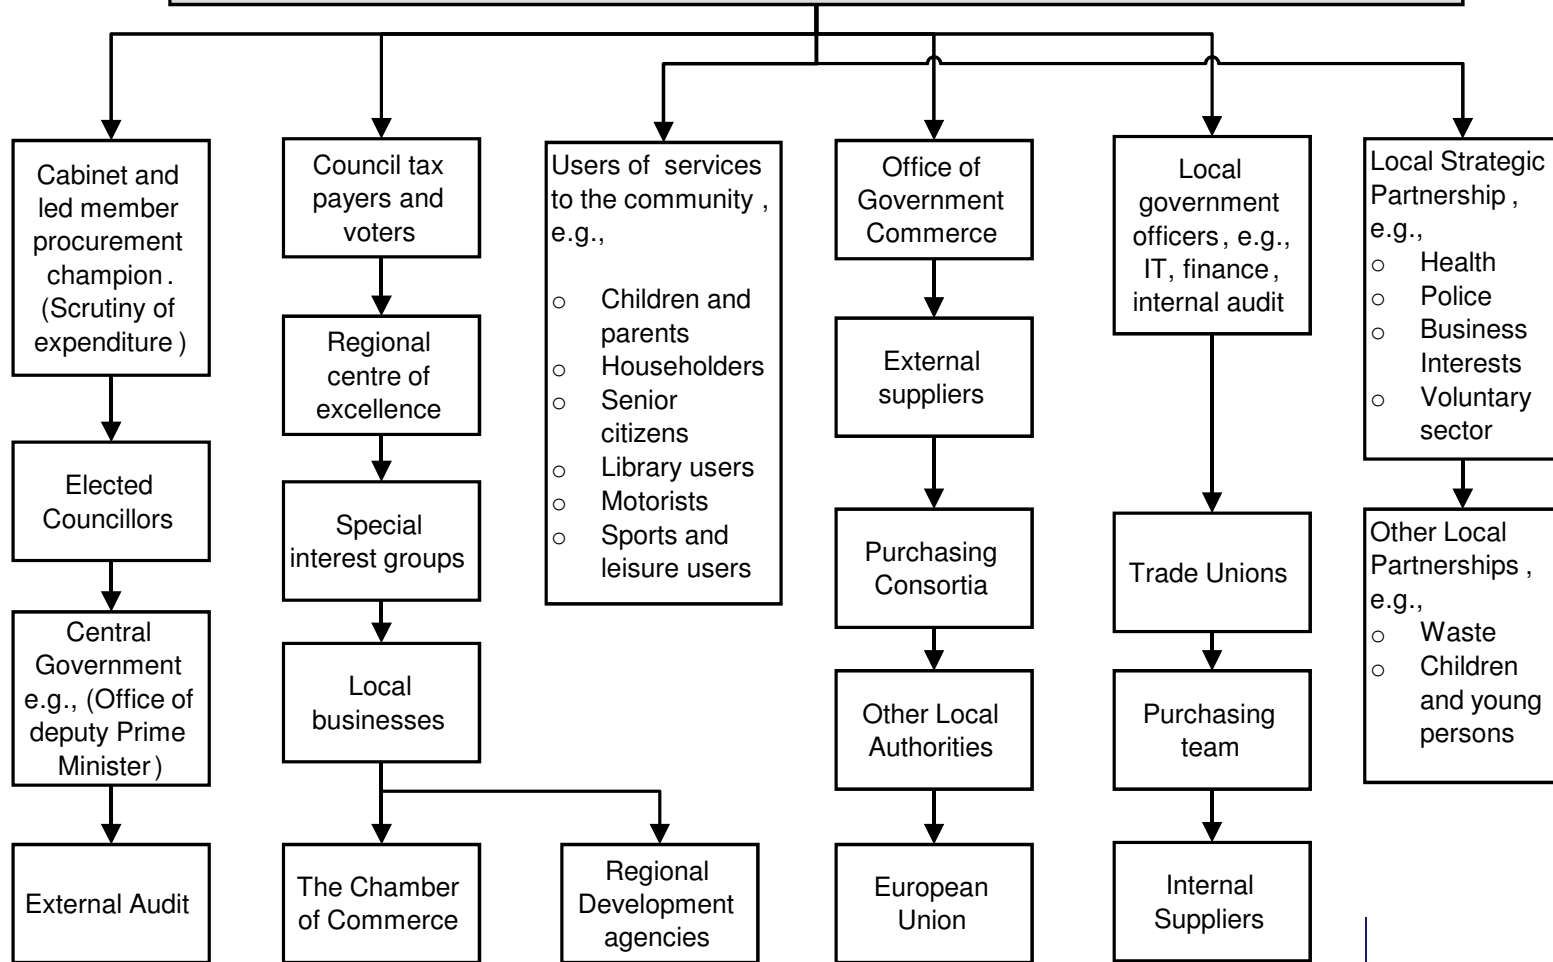 Cabinet and
led member
procurement
champion.
(Scrutiny of
expenditure)
Elected
Councillors
Central
Government
e.g., (Office of
deputy Prime
Minister)
External Audit
Council tax
payers and
voters
Regional
centre of
excellence
Special
interest groups
Local
businesses
The Chamber
of Commerce
Regional
Development
agencies
Users of services
to the community,
e.g.,
o Children and
parents
o Householders
o Senior
citizens
o Library users
o Motorists
o Sports and
leisure users
Office of
Government
Commerce
External
suppliers
Purchasing
Consortia
Other Local
Authorities
European
Union
Local
government
officers, e.g.,
IT, finance,
internal audit
Trade Unions
Purchasing
team
Internal
Suppliers
Local Strategic
Partnership,
e.g.,
o Health
o Police
o Business
Interests
o Voluntary
sector
Other Local
Partnerships,
e.g.,
o Waste
o Children
and young
persons